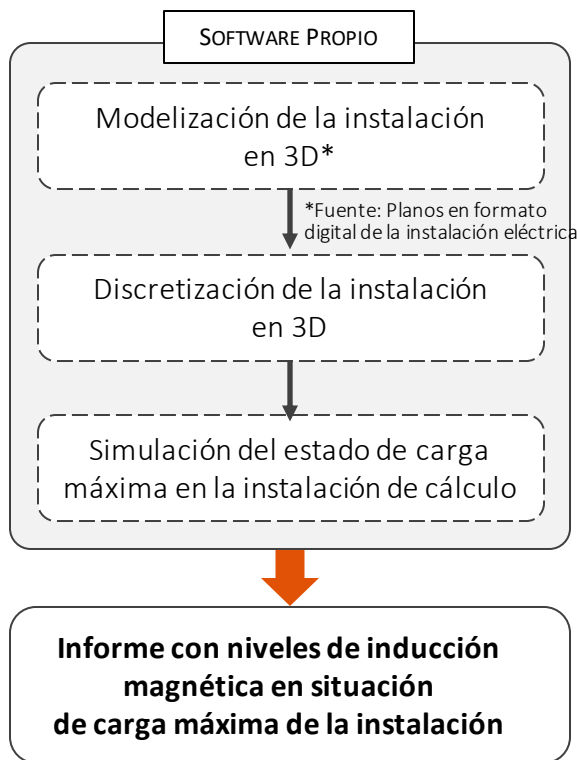 SOFTWARE PROPIO
Modelización de la instalación
en 3D*
*Fuente: Planos en formato
digital de la instalación eléctrica
Discretización de la instalación
en 3D
Simulación del estado de carga
máxima en la instalación de cálculo
Informe con niveles de inducción
magnética en situación
de carga máxima de la instalación